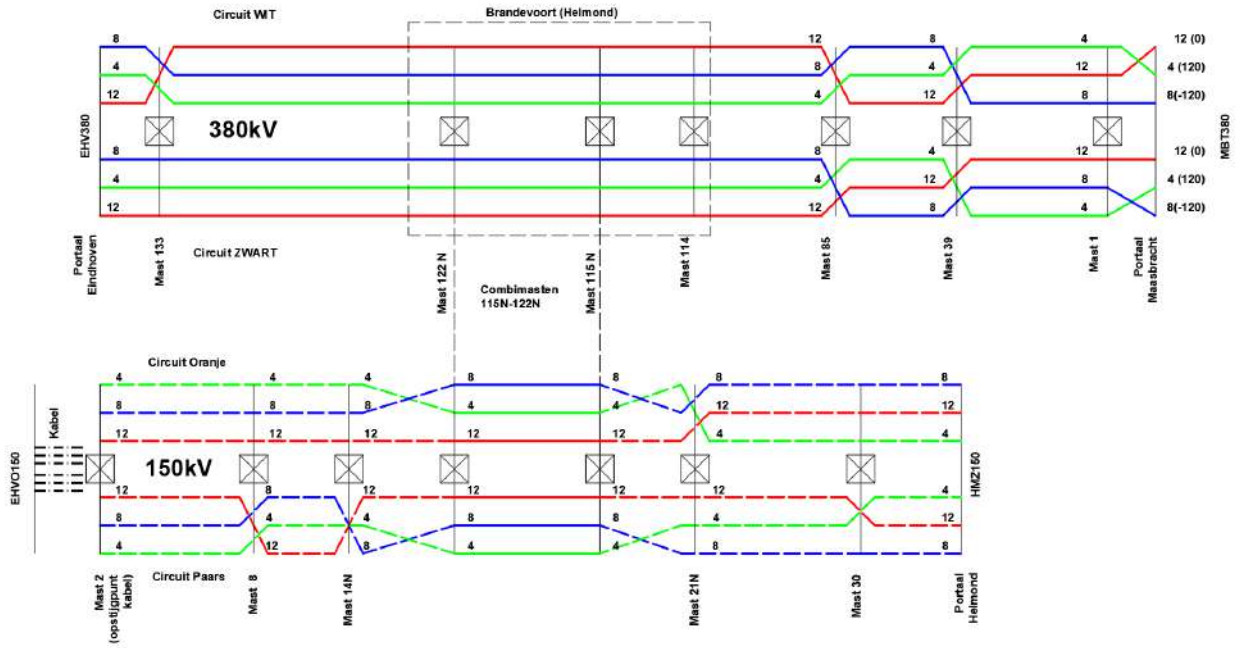 Circuit WIT
Brandevoort (Helmond)
8 12 8 4 12 (0)
4 8 4 12 4 (120)
12 4 12 8 8(-120)
EHV380
380kV
MBT380
8 8 4 12 12 (0)
4 4 12 8 4 (120)
12 12 8 4 8(-120)
Circuit ZWART
Portaal
Eindhoven
Mast 133
Mast 122 N
Mast 115 N
Mast 114
Mast 85
Mast 39
Mast 1
Portaal
Maasbracht
Combimasten
115N-122N
Circuit Oranje
4 4 4 8 8 8 8
8 8 8 4 4 12 12
12 12 12 12 12 4 4
EHVO150
Kabel
150kV
HMZ150
12 8 12 12 12 12 12 4
8 4 4 8 8 4 12
4 12 8 4 4 8 8 8
Circuit Paars
Mast 2
(opstijgpunt
kabel)
Mast 8
Mast 14N
Mast 21N
Mast 30
Portaal
Helmond